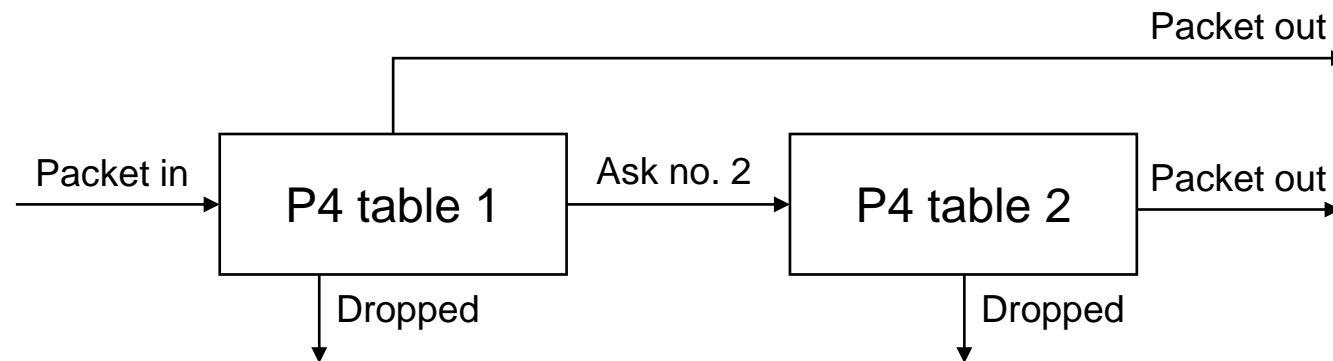 Packet out
Packet in
P4 table 1
Ask no. 2
P4 table 2
Packet out
Dropped
Dropped